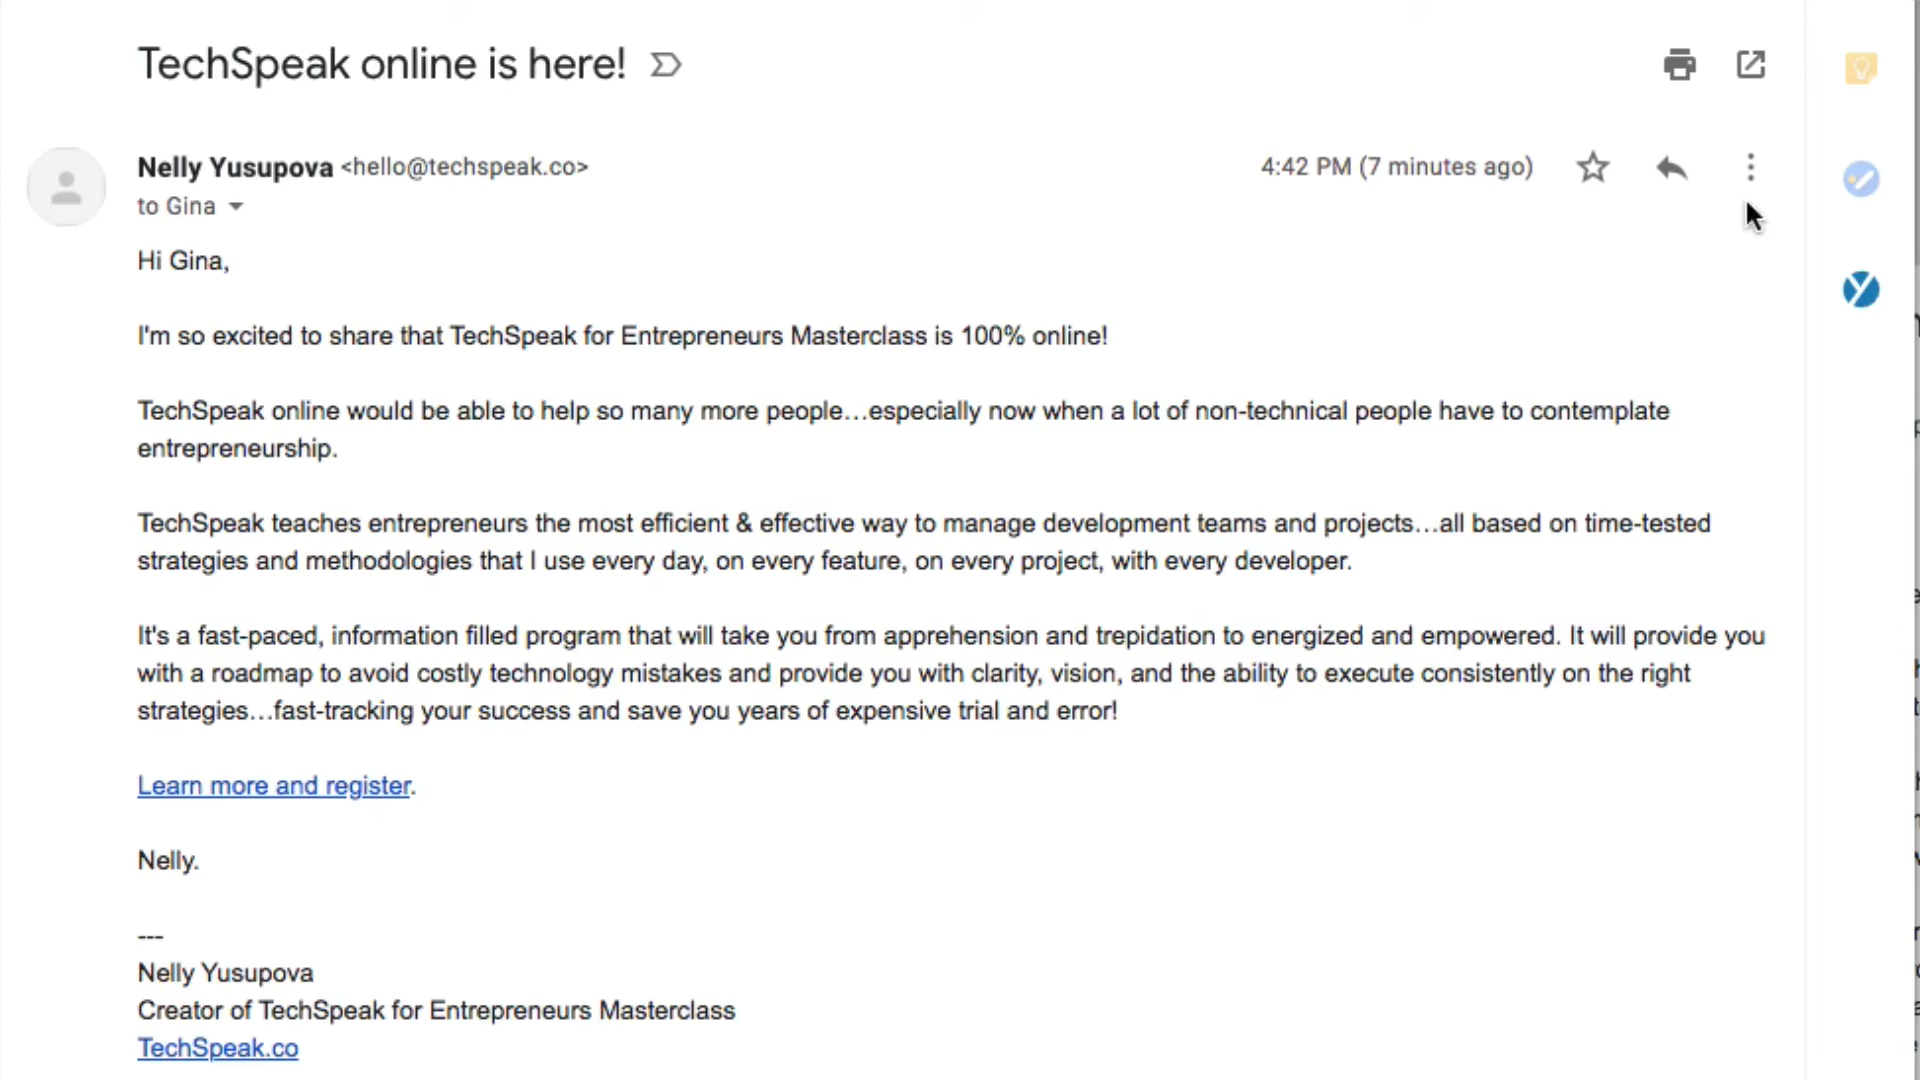 TechSpeak online is here!
Nelly Yusupova <hello@techspeak.co>
4:42 PM (7 minutes ago)
to Gina
Hi Gina,
I'm so excited to share that TechSpeak for Entrepreneurs Masterclass is 100% online!
TechSpeak online would be able to help so many more people…especially now when a lot of non-technical people have to contemplate
entrepreneurship.
TechSpeak teaches entrepreneurs the most efficient & effective way to manage development teams and projects…all based on time-tested
strategies and methodologies that I use every day, on every feature, on every project, with every developer.
It's a fast-paced, information filled program that will take you from apprehension and trepidation to energized and empowered. It will provide you
with a roadmap to avoid costly technology mistakes and provide you with clarity, vision, and the ability to execute consistently on the right
strategies…fast-tracking your success and save you years of expensive trial and error!
Learn more and register.
Nelly.
---
Nelly Yusupova
Creator of TechSpeak for Entrepreneurs Masterclass
TechSpeak.co